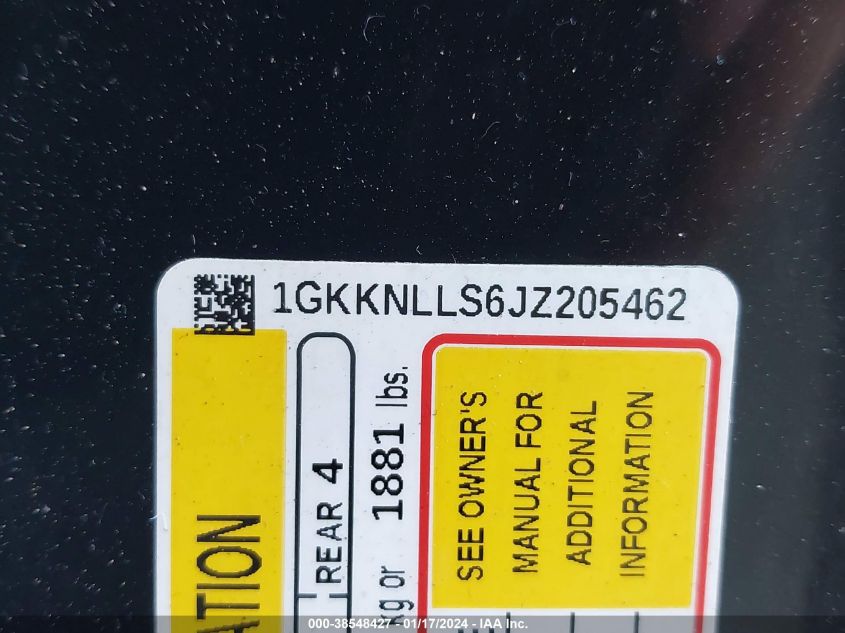 1GKKNLLS6JZ205462
REAR 4
kg or 1881 lbs.
SEE OWNER'S
MANUAL FOR
ADDITIONAL
INFORMATION
000-38548427 - 01/17/2024 - IAA Inc.